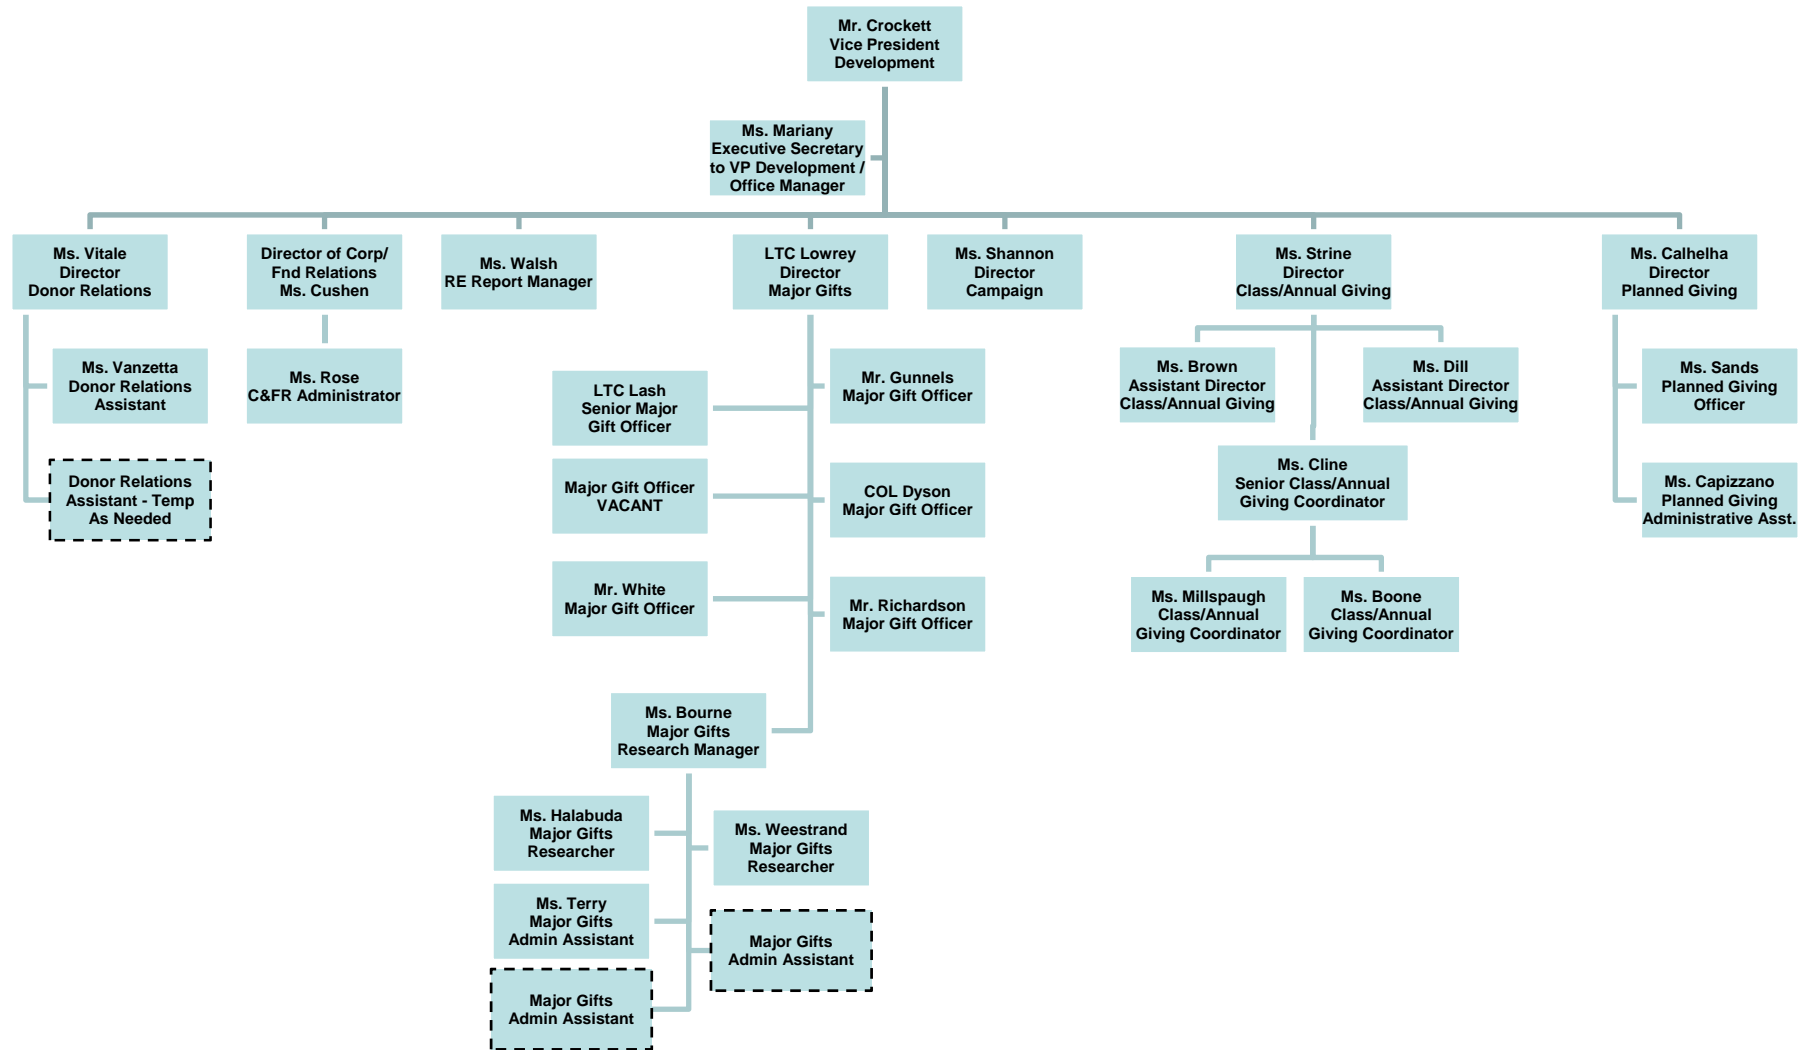 Mr. Crockett
Vice President
Development
Ms. Mariany
Executive Secretary
to VP Development /
Office Manager
Ms. Vitale
Director
Donor Relations
Director of Corp/
Fnd Relations
Ms. Cushen
Ms. Walsh
RE Report Manager
LTC Lowrey
Director
Major Gifts
Ms. Shannon
Director
Campaign
Ms. Strine
Director
Class/Annual Giving
Ms. Calhelha
Director
Planned Giving
Ms. Vanzetta
Donor Relations
Assistant
Ms. Rose
C&FR Administrator
LTC Lash
Senior Major
Gift Officer
Mr. Gunnels
Major Gift Officer
Ms. Brown
Assistant Director
Class/Annual Giving
Ms. Dill
Assistant Director
Class/Annual Giving
Ms. Sands
Planned Giving
Officer
Donor Relations
Assistant - Temp
As Needed
Major Gift Officer
VACANT
COL Dyson
Major Gift Officer
Ms. Cline
Senior Class/Annual
Giving Coordinator
Ms. Capizzano
Planned Giving
Administrative Asst.
Mr. White
Major Gift Officer
Mr. Richardson
Major Gift Officer
Ms. Millspaugh
Class/Annual
Giving Coordinator
Ms. Boone
Class/Annual
Giving Coordinator
Ms. Bourne
Major Gifts
Research Manager
Ms. Halabuda
Major Gifts
Researcher
Ms. Weestrand
Major Gifts
Researcher
Ms. Terry
Major Gifts
Admin Assistant
Major Gifts
Admin Assistant
Major Gifts
Admin Assistant